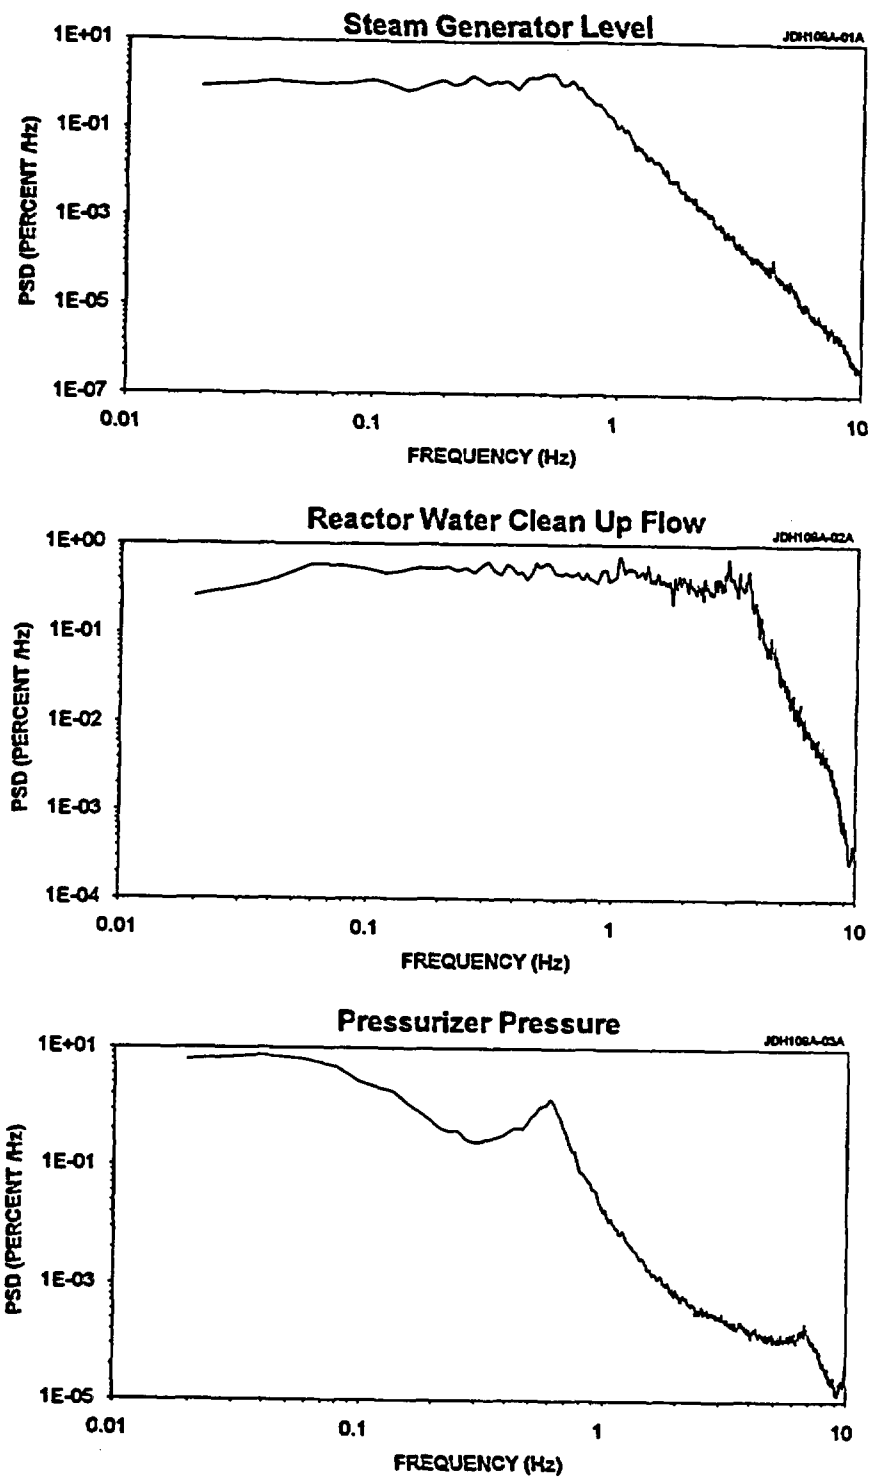 Steam Generator Level
JDH109A-01A
1E+01
1E-01
1E-03
1E-05
1E-07
PSD (PERCENT /Hz)
0.01
0.1
1
10
FREQUENCY (Hz)
Reactor Water Clean Up Flow
JDH109A-02A
1E+00
1E-01
1E-02
1E-03
1E-04
PSD (PERCENT /Hz)
0.01
0.1
1
10
FREQUENCY (Hz)
Pressurizer Pressure
JDH109A-03A
1E+01
1E-01
1E-03
1E-05
PSD (PERCENT /Hz)
0.01
0.1
1
10
FREQUENCY (Hz)